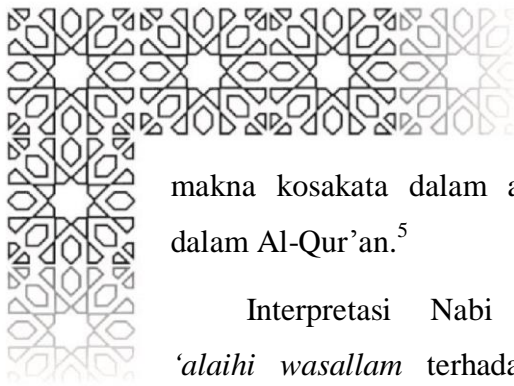 makna kosakata dalam
dalam Al-Qur’an.⁵
Interpretasi Nabi
‘alaihi wasallam